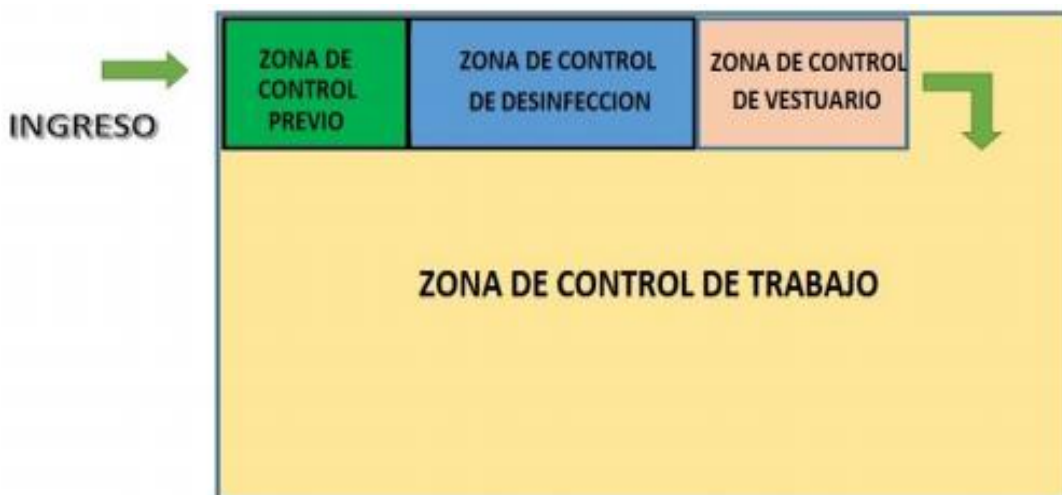 INGRESO
ZONA DE
CONTROL
PREVIO
ZONA DE CONTROL
DE DESINFECCION
ZONA DE CONTROL
DE VESTUARIO
ZONA DE CONTROL DE TRABAJO